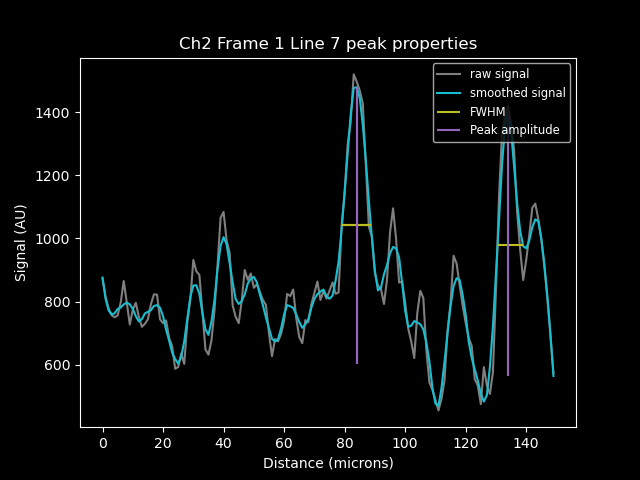 Ch2 Frame 1 Line 7 peak properties
raw signal
smoothed signal
FWHM
Peak amplitude
Signal (AU)
1400
1200
1000
800
600
0 20 40 60 80 100 120 140
Distance (microns)